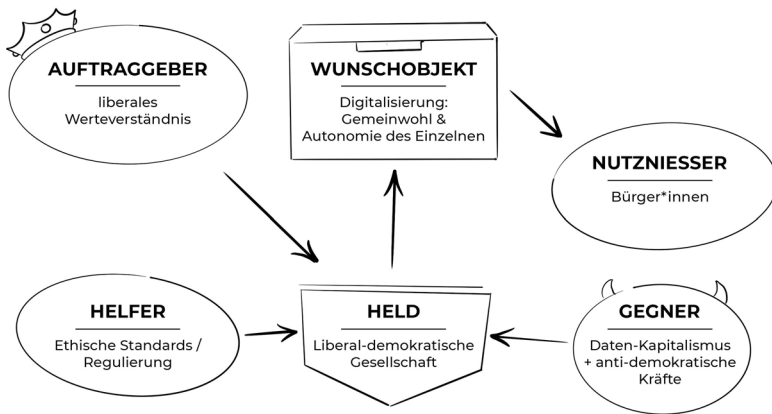 AUFTRAGGEBER
liberales
Werteverständnis
WUNSCHOBJEKT
Digitalisierung:
Gemeinwohl &
Autonomie des Einzelnen
NUTZNIESSER
Bürger*innen
HELFER
Ethische Standards /
Regulierung
HELD
Liberal-demokratische
Gesellschaft
GEGNER
Daten-Kapitalismus
+ anti-demokratische
Kräfte